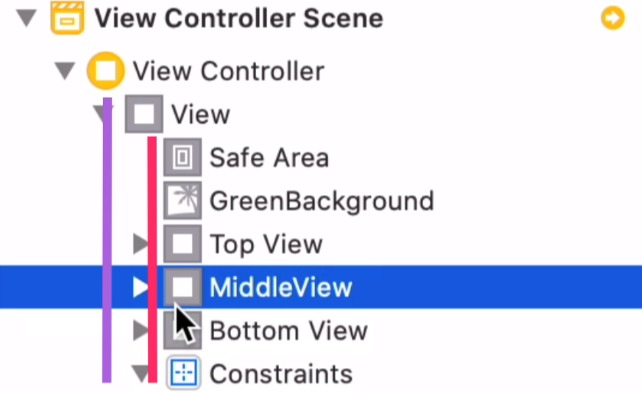 View Controller Scene
View Controller
View
Safe Area
GreenBackground
Top View
MiddleView
Bottom View
Constraints